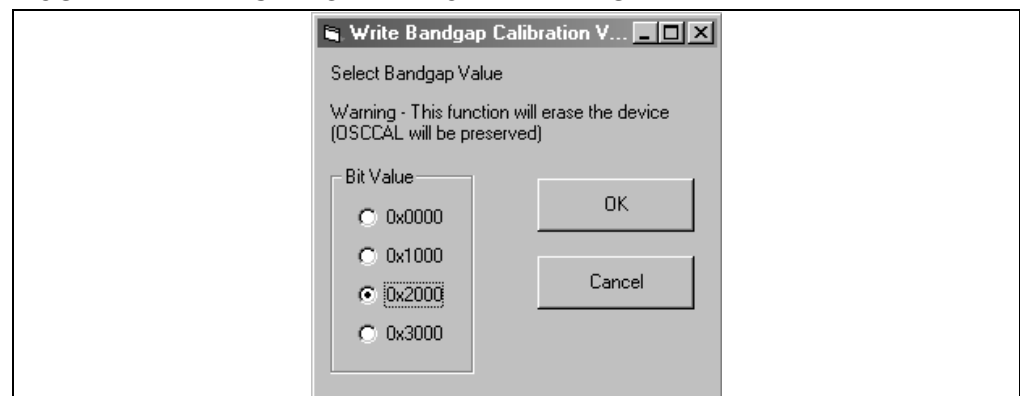 Write Bandgap Calibration V...
Select Bandgap Value
Warning - This function will erase the device
(OSCCAL will be preserved)
Bit Value
0x0000
0x1000
0x2000
0x3000
OK
Cancel